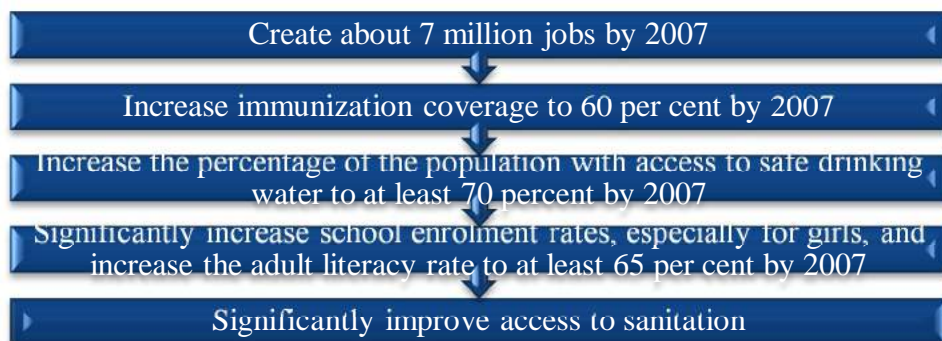 Create about 7 million jobs by 2007
Increase immunization coverage to 60 per cent by 2007
Increase the percentage of the population with access to safe drinking
water to at least 70 percent by 2007
Significantly increase school enrolment rates, especially for girls, and
increase the adult literacy rate to at least 65 per cent by 2007
Significantly improve access to sanitation